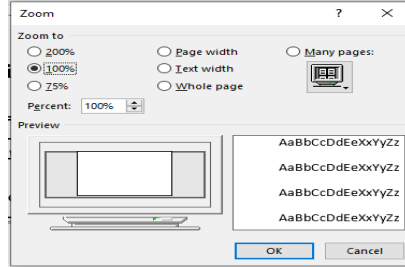 Zoom ? ×
Zoom to
200% Page width Many pages:
100% Text width
75% Whole page
Percent: 100%
Preview
AaBbCcDdEeXxYyZz
AaBbCcDdEeXxYyZz
AaBbCcDdEeXxYyZz
AaBbCcDdEeXxYyZz
OK Cancel